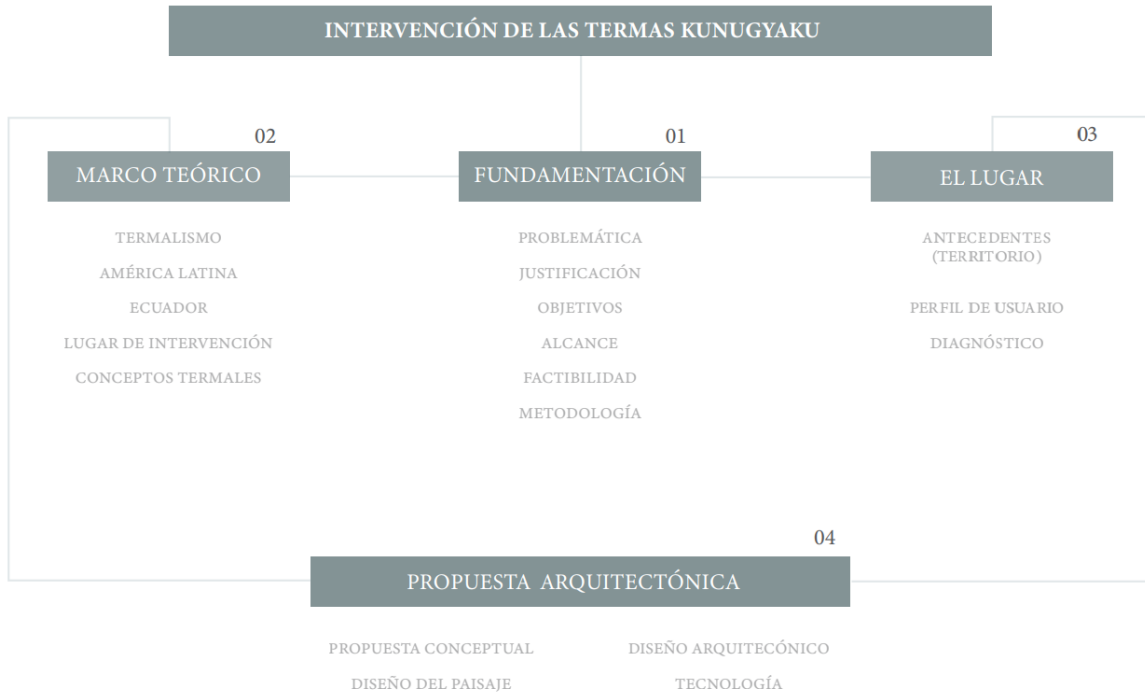 INTERVENCIÓN DE LAS TERMAS KUNUGYAKU
02
MARCO TEÓRICO
TERMALISMO
AMÉRICA LATINA
ECUADOR
LUGAR DE INTERVENCIÓN
CONCEPTOS TERMALES
01
FUNDAMENTACIÓN
PROBLEMÁTICA
JUSTIFICACIÓN
OBJETIVOS
ALCANCE
FACTIBILIDAD
METODOLOGÍA
03
EL LUGAR
ANTECEDENTES
(TERRITORIO)
PERFIL DE USUARIO
DIAGNÓSTICO
04
PROPUESTA ARQUITECTÓNICA
PROPUESTA CONCEPTUAL
DISEÑO DEL PAISAJE
DISEÑO ARQUITECÓNICO
TECNOLOGÍA